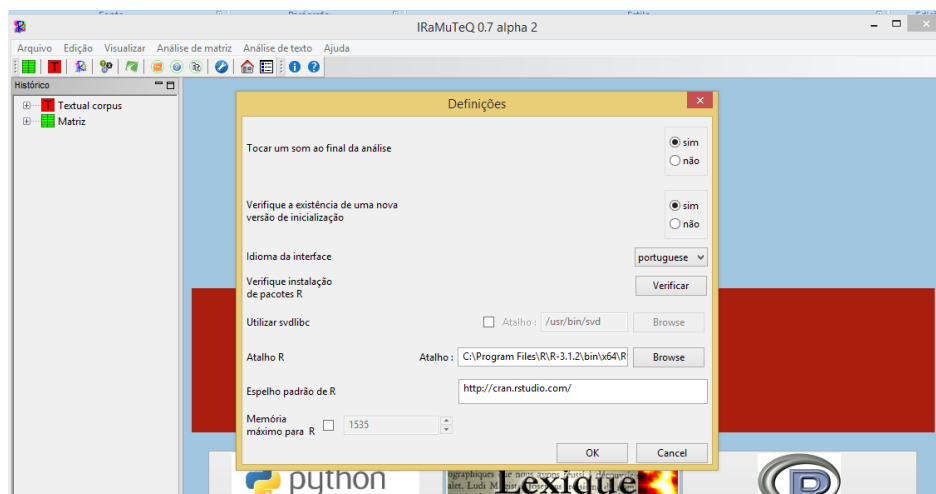 IRaMuTeQ 0.7 alpha 2
Arquivo Edição Visualizar Análise de matriz Análise de texto Ajuda
Histórico
Textual corpus
Matriz
Definições
Tocar um som ao final da análise
sim
não
Verifique a existência de uma nova
versão de inicialização
sim
não
Idioma da interface
portuguese
Verifique instalação
de pacotes R
Verificar
Utilizar svdlibc
Atalho : /usr/bin/svd Browse
Atalho R
Atalho : C:\Program Files\R\R-3.1.2\bin\x64\R Browse
Espelho padrão de R
http://cran.rstudio.com/
Memória
máximo para R 1535
OK Cancel
python
Lexique
R